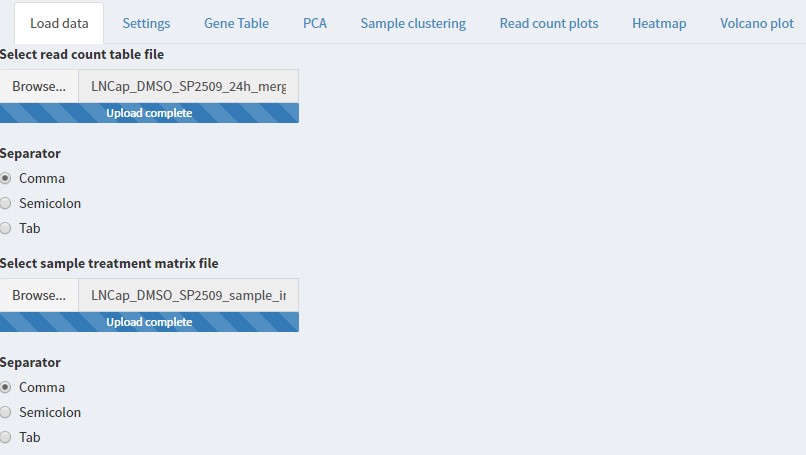 Load data Settings Gene Table PCA Sample clustering Read count plots Heatmap Volcano plot
Select read count table file
Browse... LNCap_DMSO_SP2509_24h_merg
Upload complete
Separator
Comma
Semicolon
Tab
Select sample treatment matrix file
Browse... LNCap_DMSO_SP2509_sample_ir
Upload complete
Separator
Comma
Semicolon
Tab